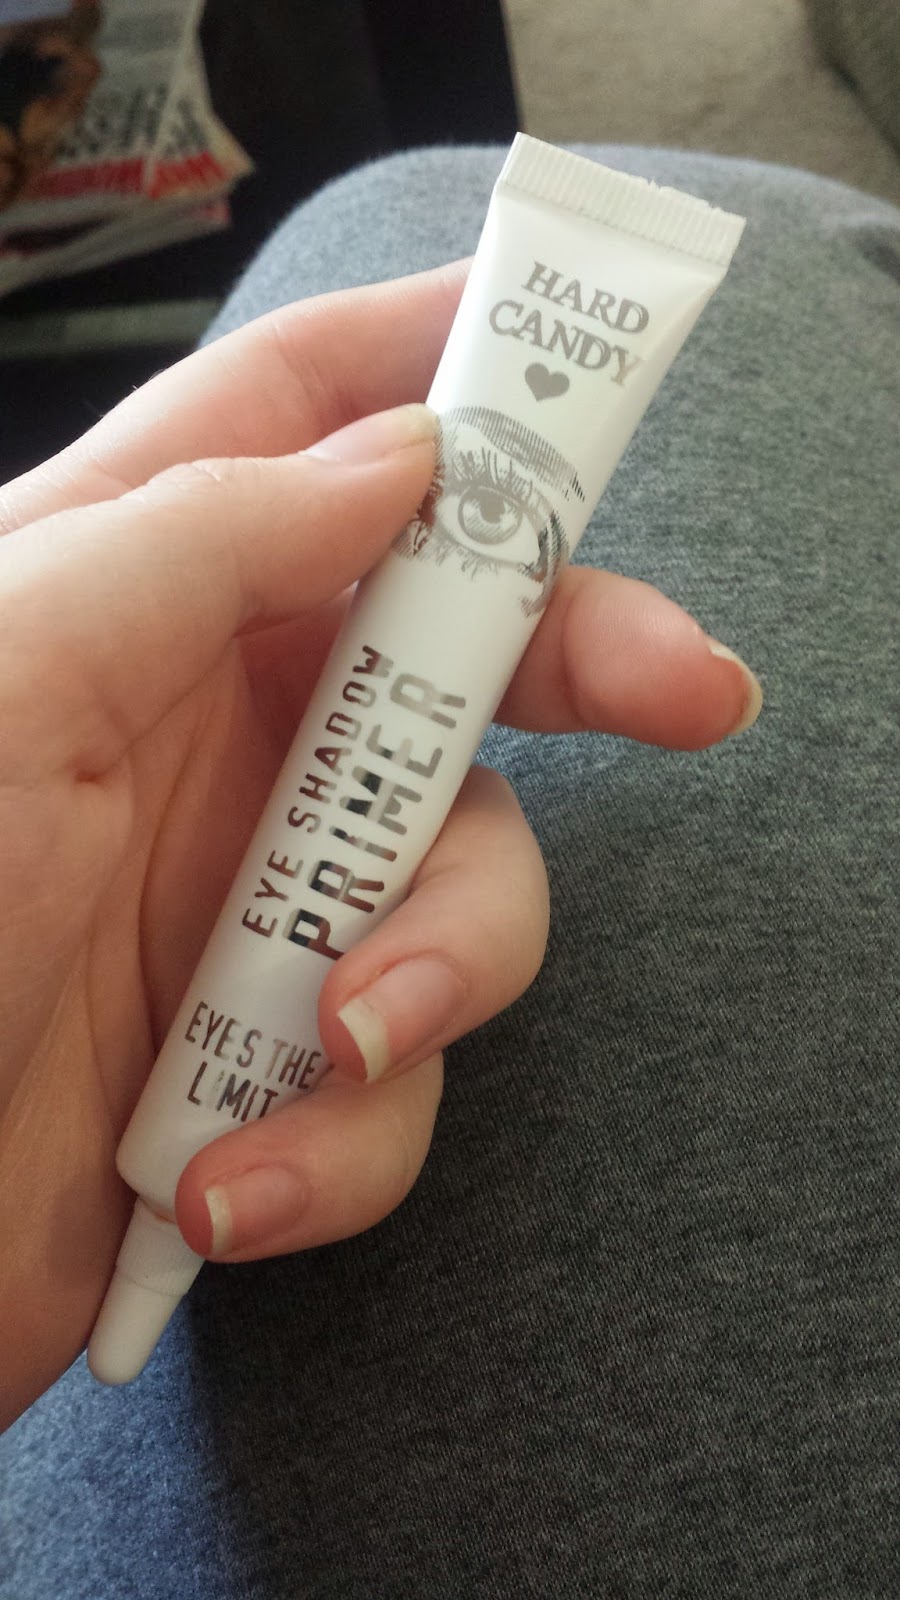 HARD
CANDY
EYE SHADOW
PRIMER
EYES THE
LIMIT